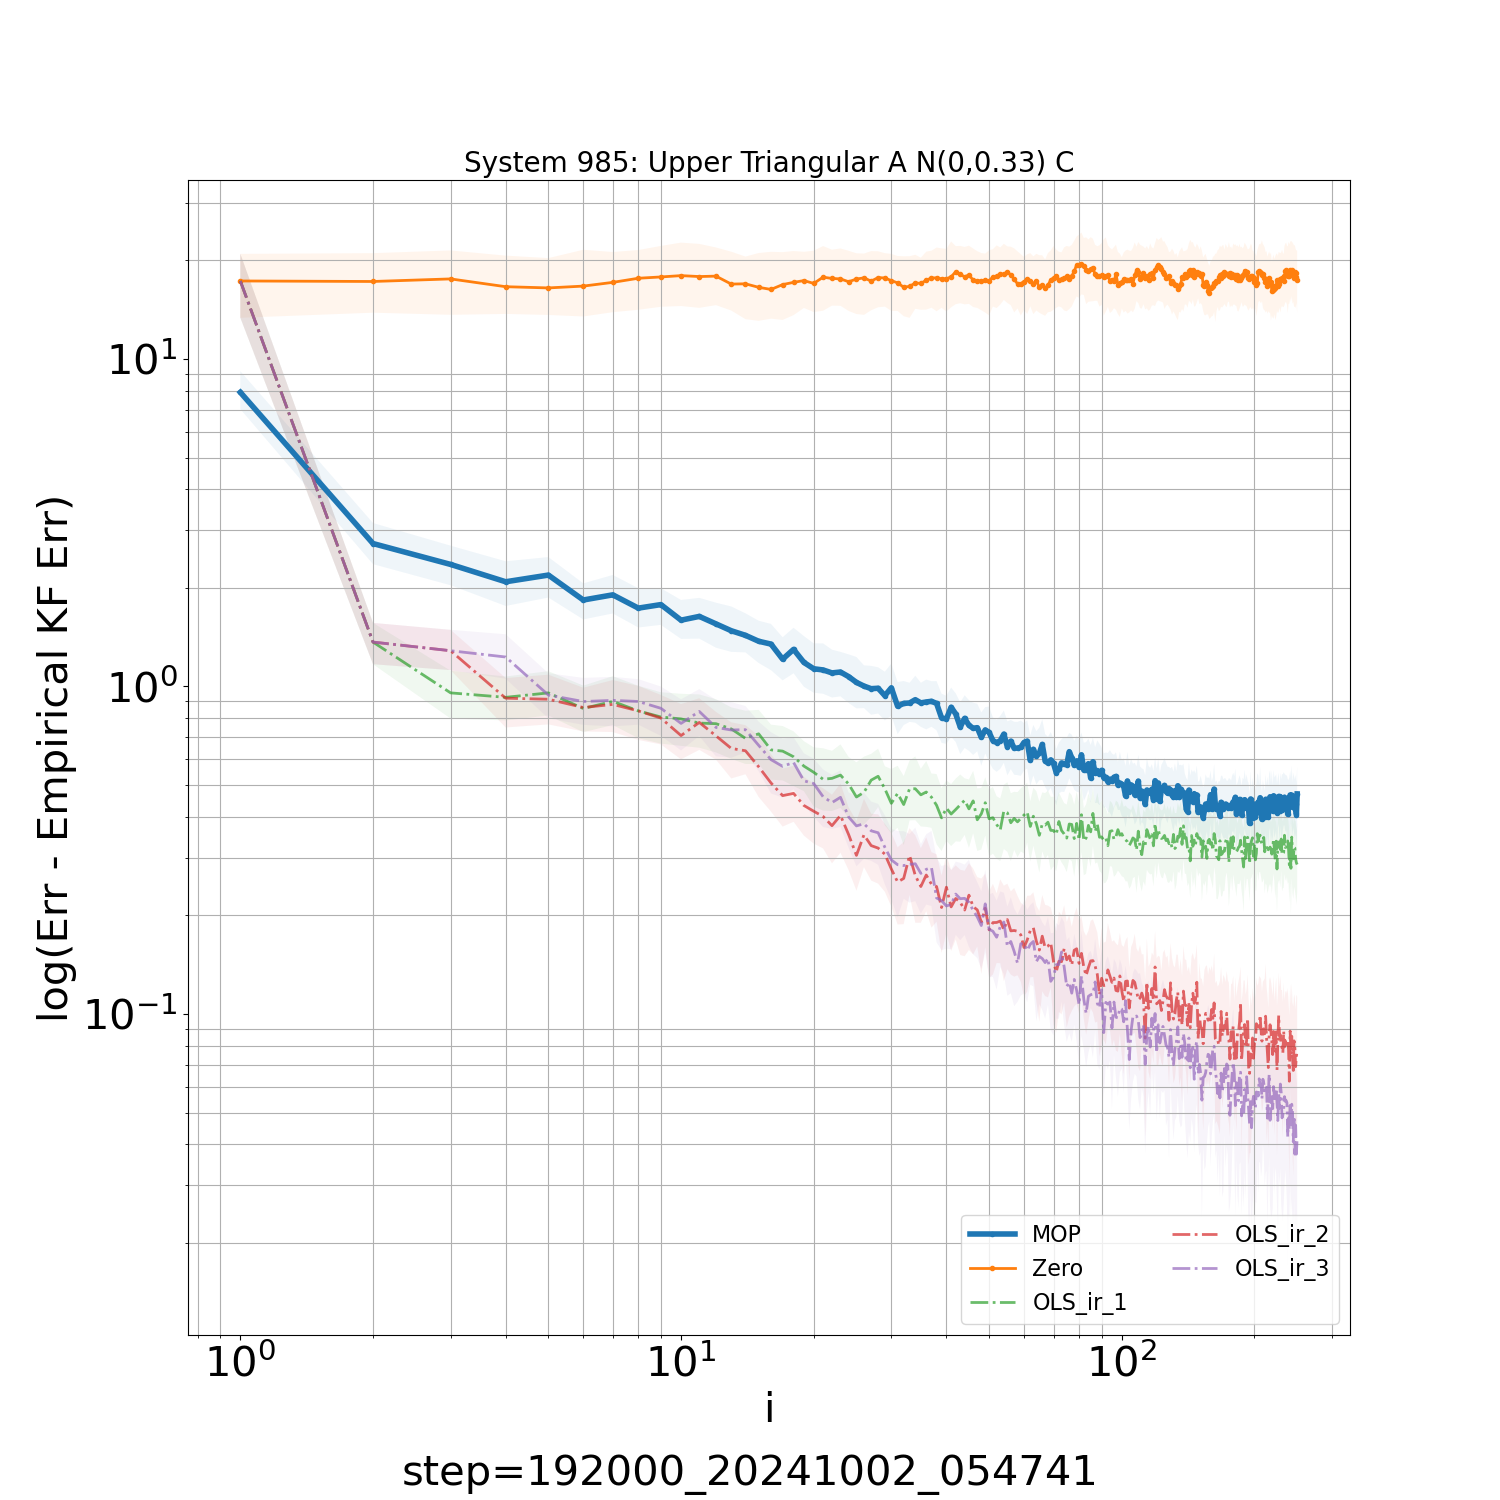 System 985: Upper Triangular A N(0,0.33) C
log(Err - Empirical KF Err)
10¹
10⁰
10⁻¹
MOP
Zero
OLS_ir_1
OLS_ir_2
OLS_ir_3
10⁰ 10¹ 10²
i
step=192000_20241002_054741